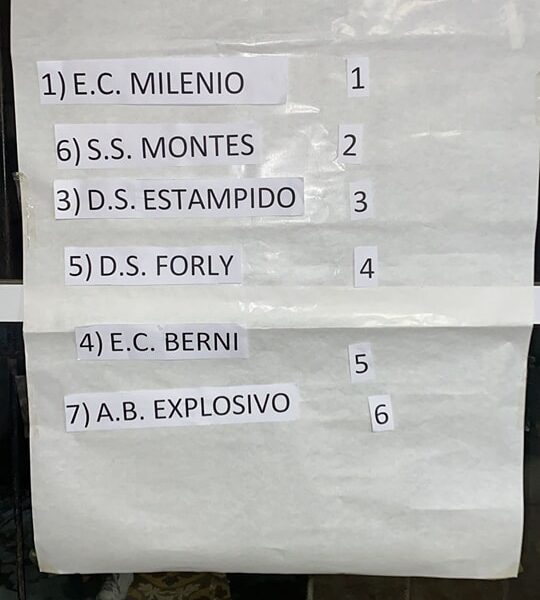 1) E.C. MILENIO 1
6) S.S. MONTES 2
3) D.S. ESTAMPIDO 3
5) D.S. FORLY 4
4) E.C. BERNI 5
7) A.B. EXPLOSIVO 6